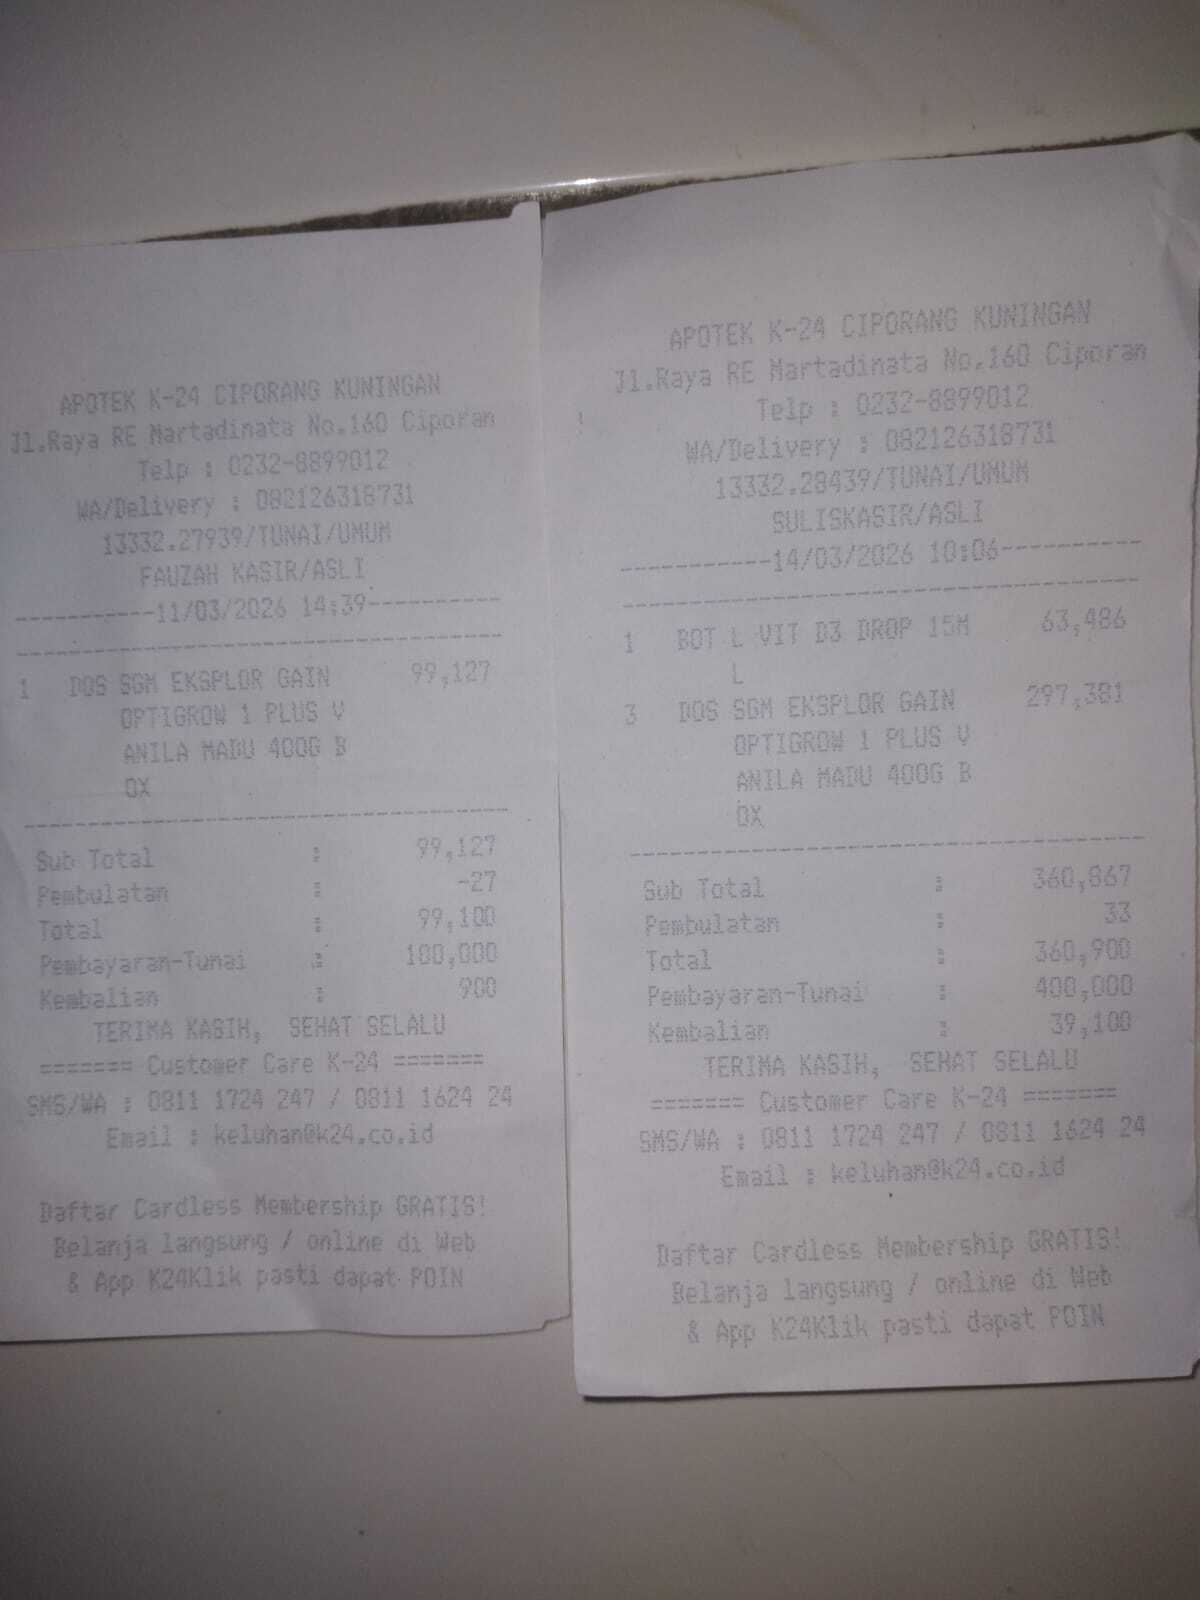 APOTEK K-24 CIPORANG KUNINGAN
Jl.Raya RE Martadinata No.160 Ciporan
Telp : 0232-8899012
WA/Delivery : 082126318731
13332.27939/TUNAI/UMUM
FAUZAH KASIR/ASLI
----------11/03/2026 14:39----------
------------------------------------
1 DOS SGM EKSPLOR GAIN 99,127
OPTIGROW 1 PLUS V
ANILA MADU 400G B
OX
------------------------------------
Sub Total : 99,127
Pembulatan : -27
Total : 99,100
Pembayaran-Tunai : 100,000
Kembalian : 900
TERIMA KASIH, SEHAT SELALU
======= Customer Care K-24 =======
SMS/WA : 0811 1724 247 / 0811 1624 24
Email : keluhan@k24.co.id
Daftar Cardless Membership GRATIS!
Belanja langsung / online di Web
& App K24Klik pasti dapat POIN
APOTEK K-24 CIPORANG KUNINGAN
Jl.Raya RE Martadinata No.160 Ciporan
Telp : 0232-8899012
WA/Delivery : 082126318731
13332.28439/TUNAI/UMUM
SULISKASIR/ASLI
----------14/03/2026 10:06----------
------------------------------------
1 BOT L VIT D3 DROP 15M 63,486
L
3 DOS SGM EKSPLOR GAIN 297,381
OPTIGROW 1 PLUS V
ANILA MADU 400G B
OX
------------------------------------
Sub Total : 360,867
Pembulatan : 33
Total : 360,900
Pembayaran-Tunai : 400,000
Kembalian : 39,100
TERIMA KASIH, SEHAT SELALU
======= Customer Care K-24 =======
SMS/WA : 0811 1724 247 / 0811 1624 24
Email : keluhan@k24.co.id
Daftar Cardless Membership GRATIS!
Belanja langsung / online di Web
& App K24Klik pasti dapat POIN